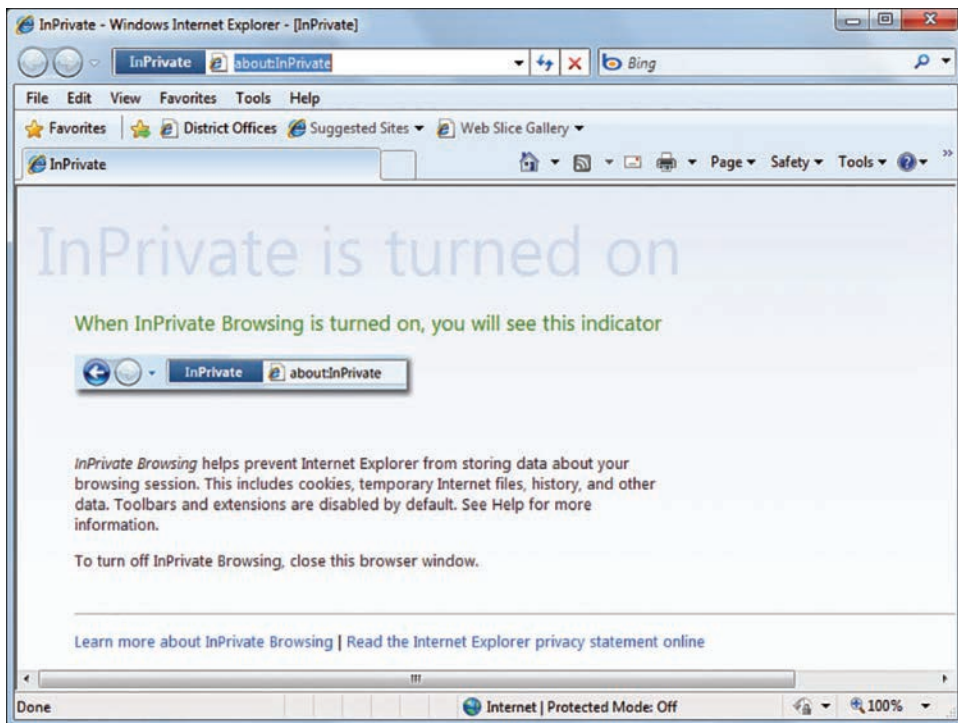 InPrivate - Windows Internet Explorer - [InPrivate]
InPrivate about:InPrivate Bing
File Edit View Favorites Tools Help
Favorites District Offices Suggested Sites Web Slice Gallery
InPrivate Page Safety Tools
InPrivate is turned on
When InPrivate Browsing is turned on, you will see this indicator
InPrivate about:InPrivate
InPrivate Browsing helps prevent Internet Explorer from storing data about your
browsing session. This includes cookies, temporary Internet files, history, and other
data. Toolbars and extensions are disabled by default. See Help for more
information.
To turn off InPrivate Browsing, close this browser window.
Learn more about InPrivate Browsing | Read the Internet Explorer privacy statement online
Done Internet | Protected Mode: Off 100%